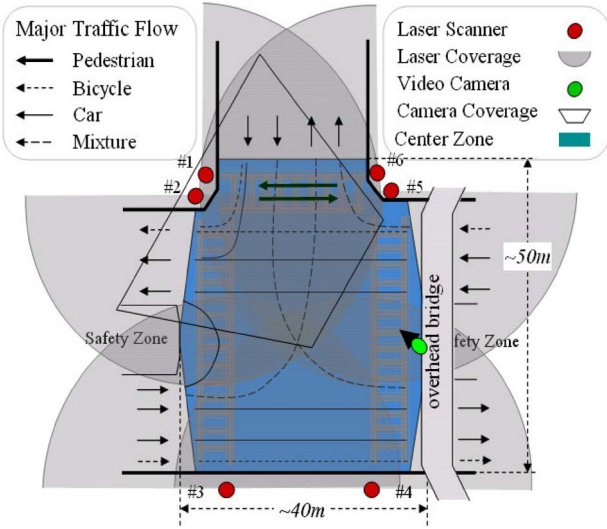 Major Traffic Flow
Pedestrian
Bicycle
Car
Mixture
Laser Scanner
Laser Coverage
Video Camera
Camera Coverage
Center Zone
#1
#2
#6
#5
~50m
Safety Zone
overhead bridge
fety Zone
#3
#4
~40m